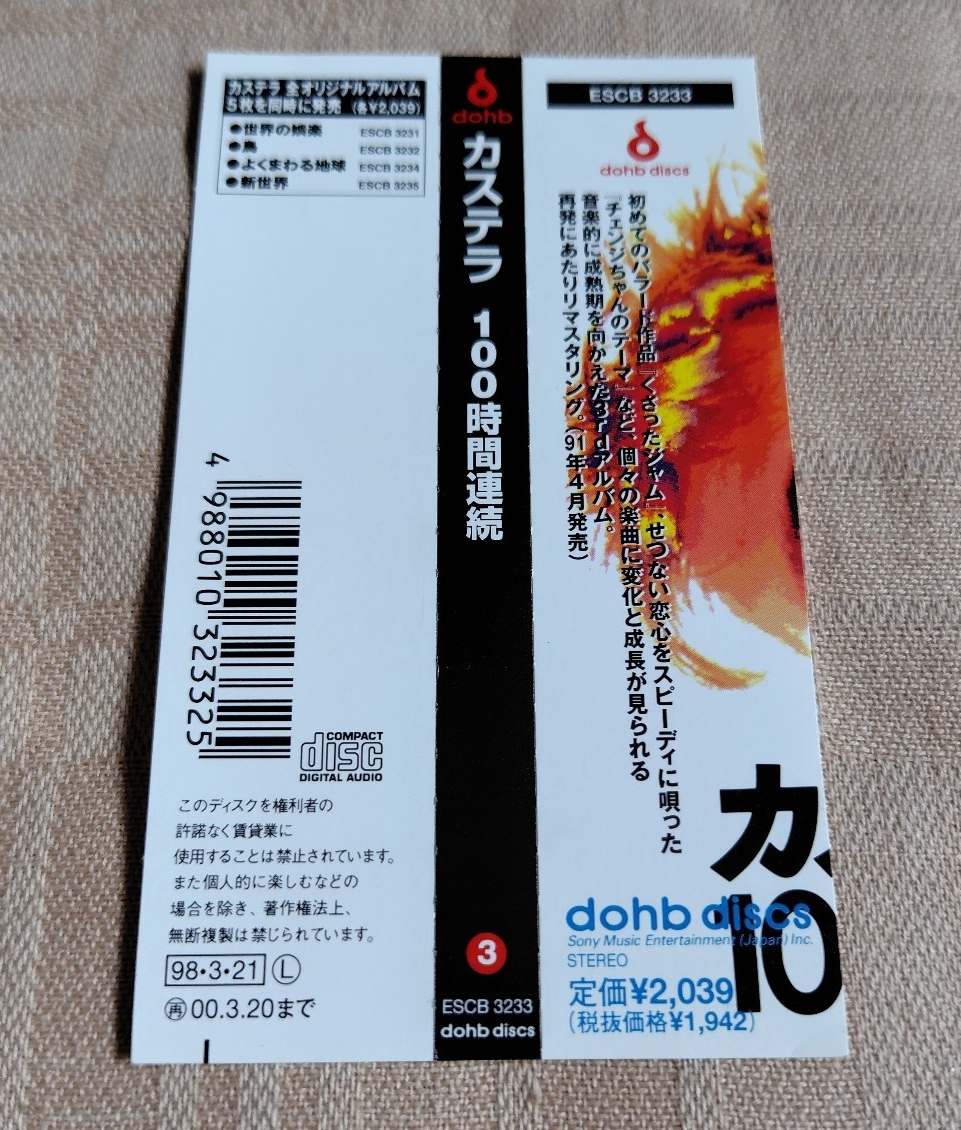 カステラ 全オリジナルアルバム
5枚を同時に発売 (各¥2,039)
●世界の娯楽 ESCB 3231
●鳥 ESCB 3232
●よくまわる地球 ESCB 3234
●新世界 ESCB 3235
4 988010 323325
COMPACT
disc
DIGITAL AUDIO
このディスクを権利者の
許諾なく賃貸業に
使用することは禁止されています。
また個人的に楽しむなどの
場合を除き、著作権法上、
無断複製は禁じられています。
98・3・21 Ⓛ
㊢00.3.20まで
dohb
カステラ 100時間連続
3
ESCB 3233
dohb discs
ESCB 3233
dohb discs
初めてのバラード作品『くさったジャム』、せつない恋心をスピーディに唄った
『チェンジちゃんのテーマ』など、個々の楽曲に変化と成長が見られる
音楽的に成熟期を向かえた3rdアルバム。
再発にあたりリマスタリング。(91年4月発売)
カス
10
dohb discs
Sony Music Entertainment (Japan) Inc.
STEREO
定価¥2,039
(税抜価格¥1,942)